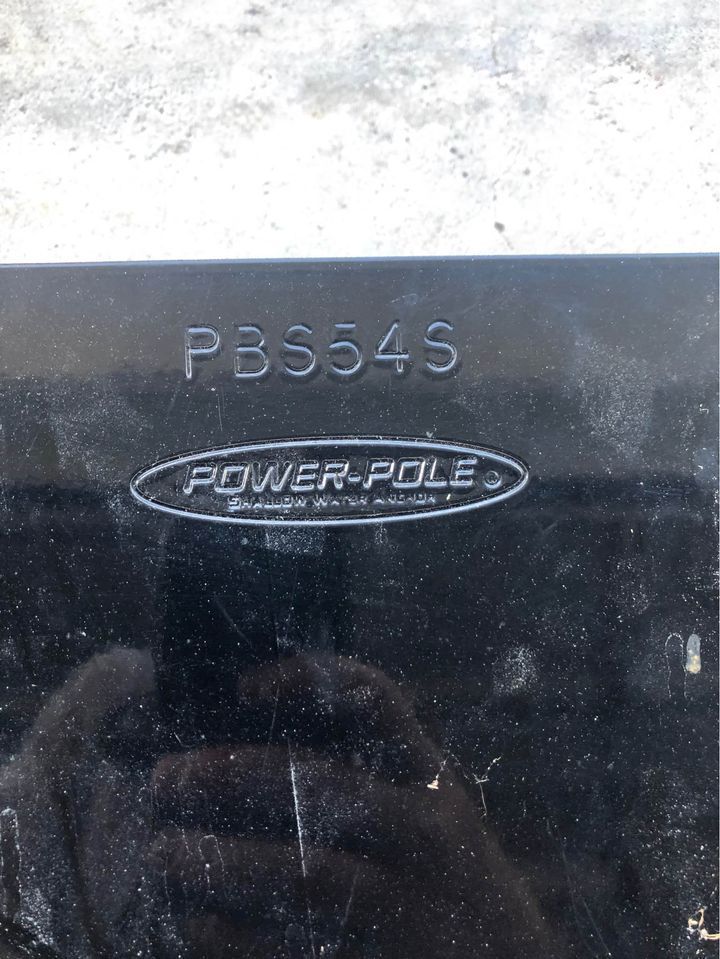 PBS54S
POWER-POLE ®
SHALLOW WATER ANCHOR